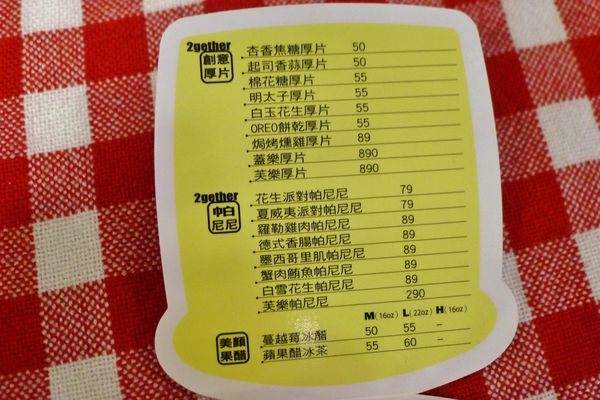 2gether
創意
厚片
杏香焦糖厚片 50
起司香蒜厚片 50
棉花糖厚片 55
明太子厚片 55
白玉花生厚片 55
OREO餅乾厚片 55
焗烤燻雞厚片 89
蓋樂厚片 890
芙樂厚片 890
2gether
帕
尼尼
花生派對帕尼尼 79
夏威夷派對帕尼尼 79
羅勒雞肉帕尼尼 89
德式香腸帕尼尼 89
墨西哥里肌帕尼尼 89
蟹肉鮪魚帕尼尼 89
白雪花生帕尼尼 89
芙樂帕尼尼 290
M(16oz) L(22oz) H(16oz)
美顏
果醋
蔓越莓冰醋 50 55 -
蘋果醋冰茶 55 60 -